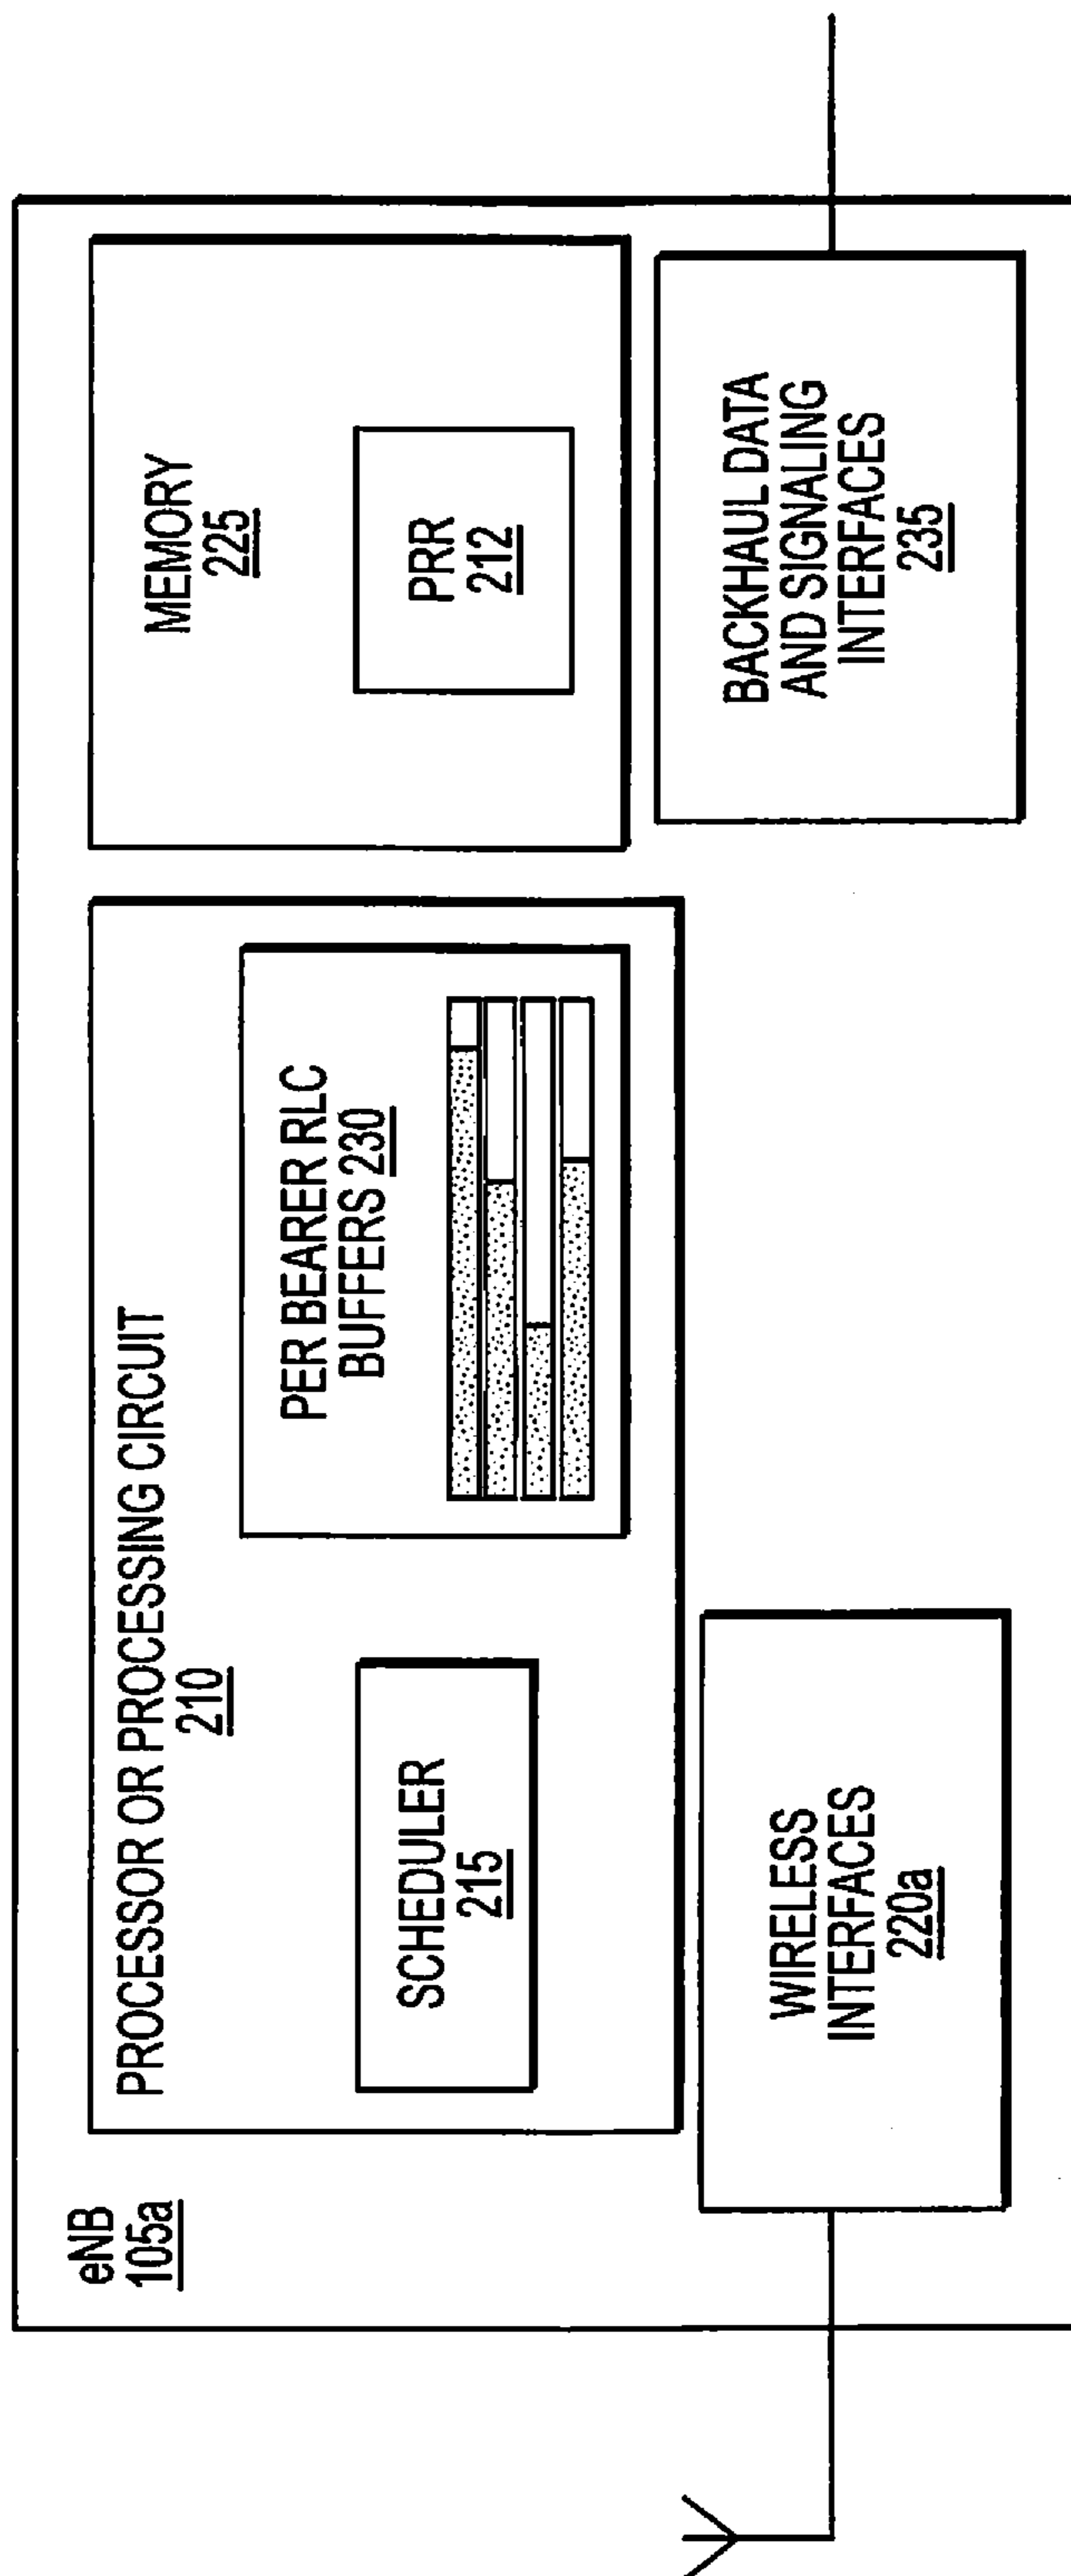 eNB
105a
PROCESSOR OR PROCESSING CIRCUIT
210
SCHEDULER
215
PER BEARER RLC
BUFFERS 230
MEMORY
225
PRR
212
WIRELESS
INTERFACES
220a
BACKHAUL DATA
AND SIGNALING
INTERFACES
235